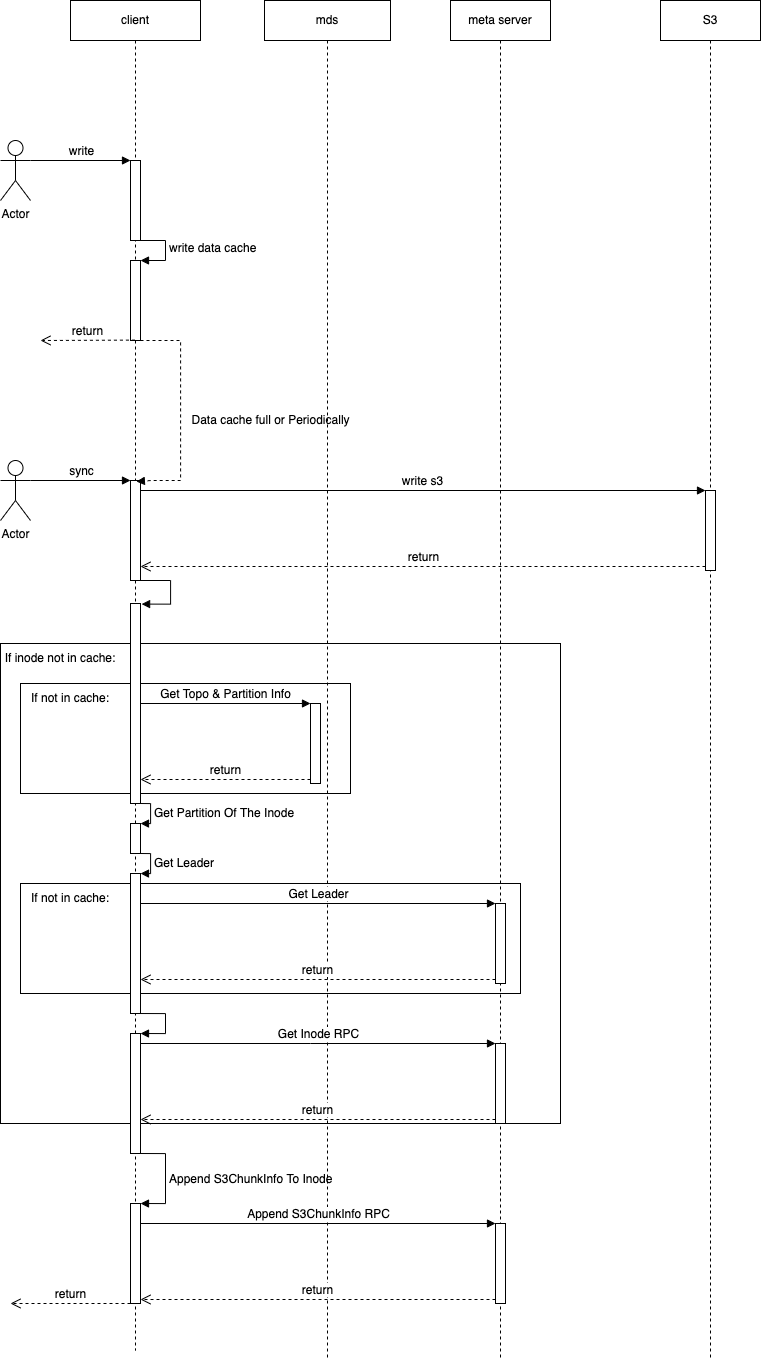 client
mds
meta server
S3
write
Actor
write data cache
return
Data cache full or Periodically
sync
write s3
Actor
return
If inode not in cache:
If not in cache:
Get Topo & Partition Info
return
Get Partition Of The Inode
Get Leader
If not in cache:
Get Leader
return
Get Inode RPC
return
Append S3ChunkInfo To Inode
Append S3ChunkInfo RPC
return
return